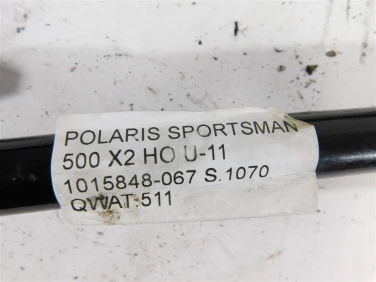 POLARIS SPORTSMAN
500 X2 HO U-11
1015848-067 S.1070
QWAT.511